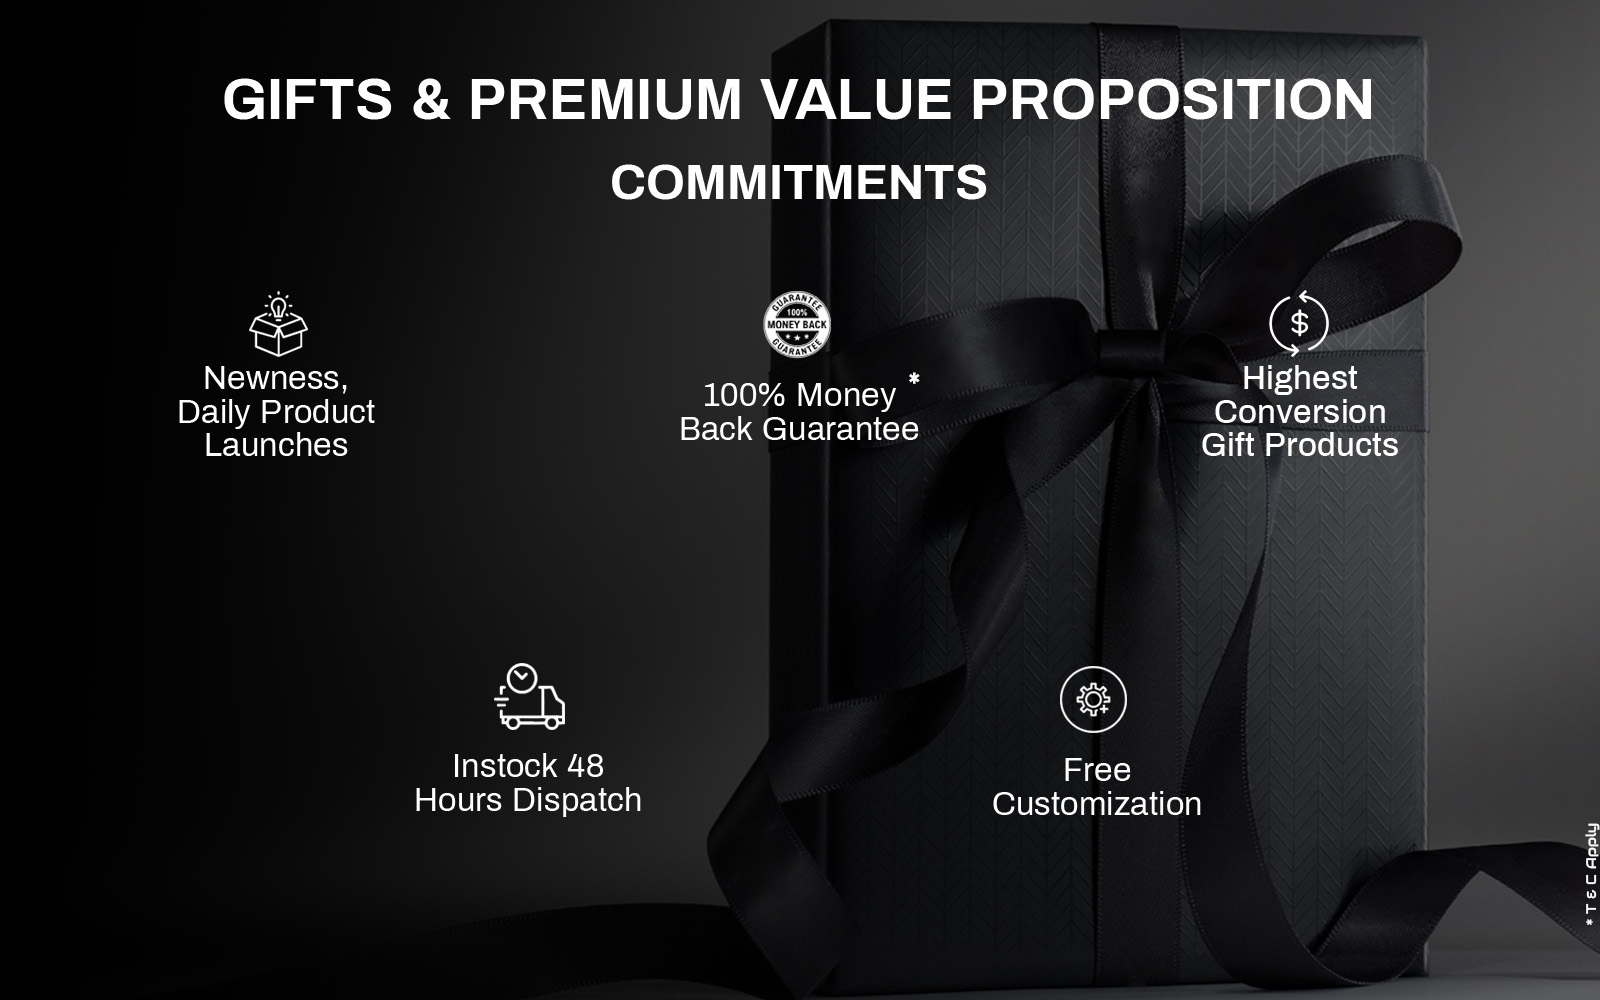 GIFTS & PREMIUM VALUE PROPOSITION
COMMITMENTS
Newness,
Daily Product
Launches
GUARANTEE
100%
MONEY BACK
GUARANTEE
100% Money *
Back Guarantee
$
Highest
Conversion
Gift Products
Instock 48
Hours Dispatch
Free
Customization
* T & C Apply